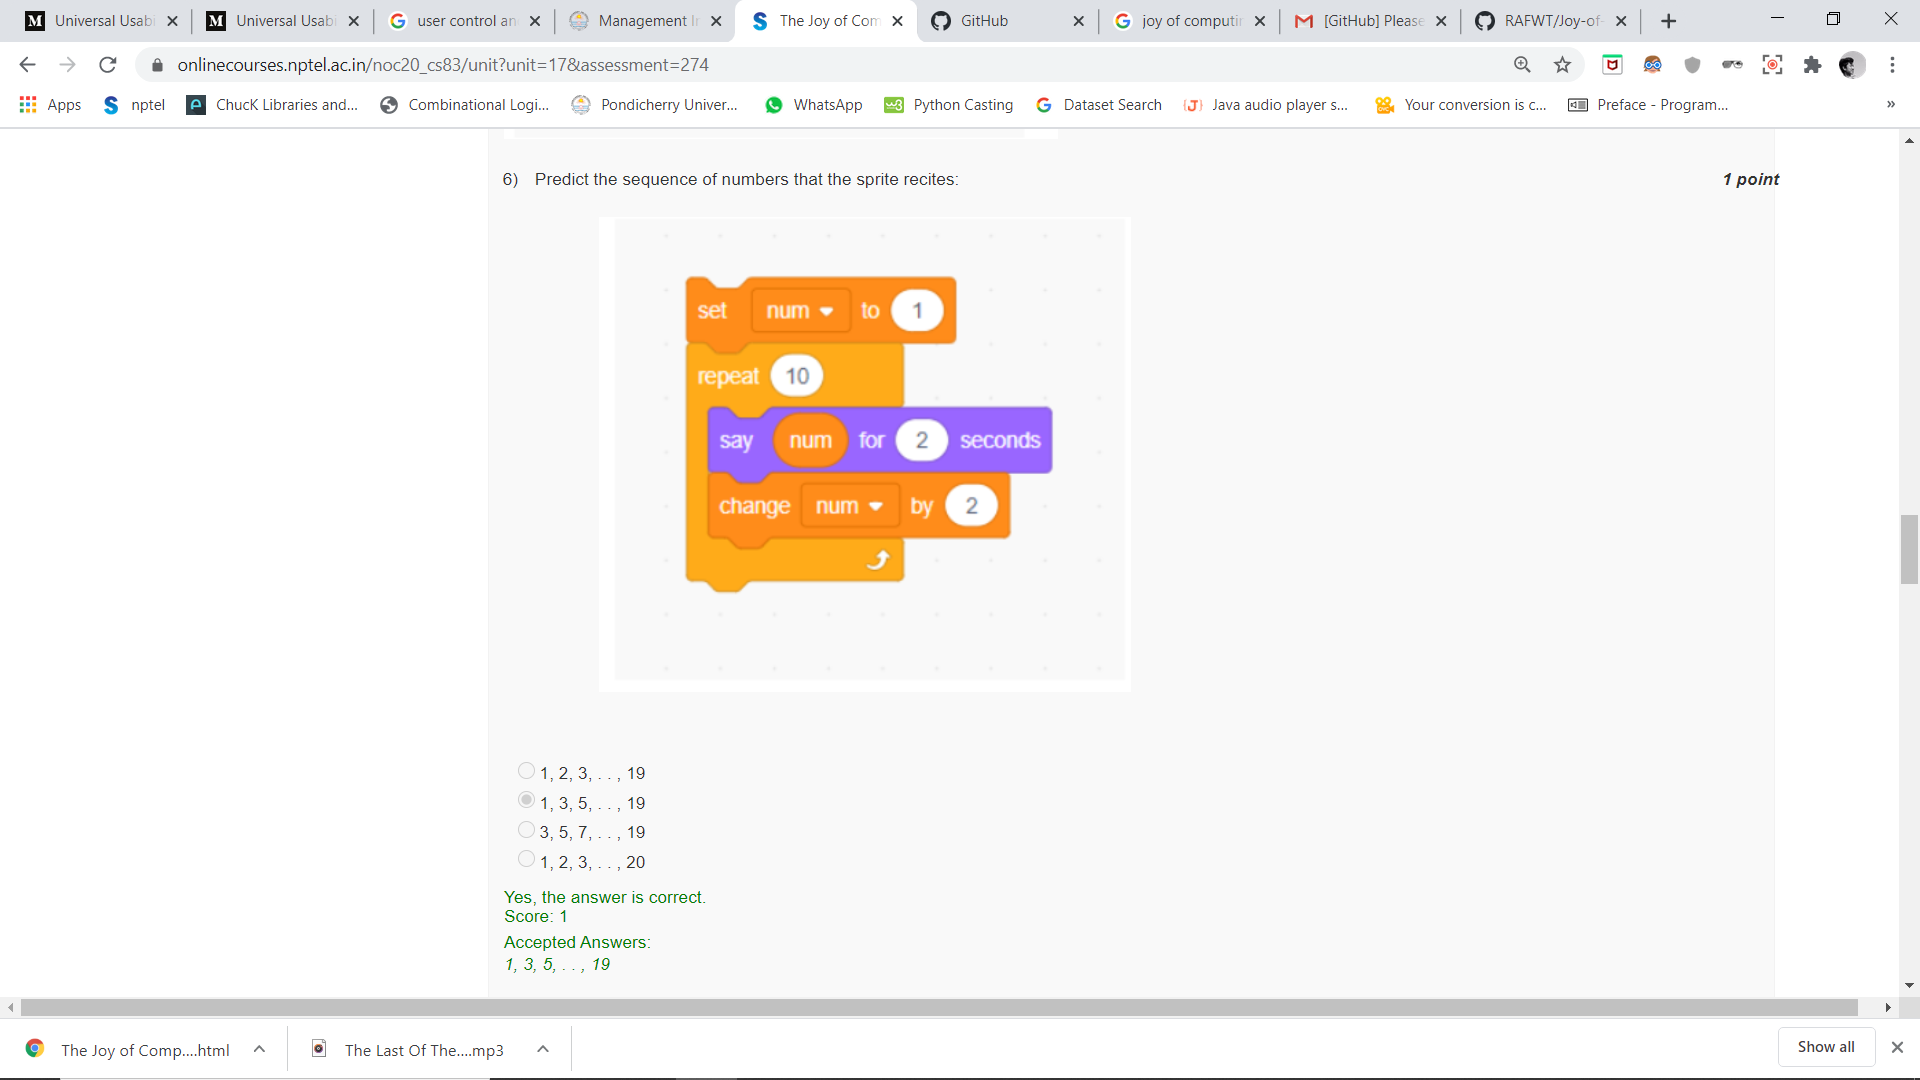 Universal Usabi
Universal Usabi
user control an
Management In
The Joy of Com
GitHub
joy of computin
[GitHub] Please
RAFWT/Joy-of-
onlinecourses.nptel.ac.in/noc20_cs83/unit?unit=17&assessment=274
Apps
nptel
ChucK Libraries and...
Combinational Logi...
Pondicherry Univer...
WhatsApp
Python Casting
Dataset Search
Java audio player s...
Your conversion is c...
Preface - Program...
»
6) Predict the sequence of numbers that the sprite recites:
1 point
set num to 1
repeat 10
say num for 2 seconds
change num by 2
1, 2, 3, . . , 19
1, 3, 5, . . , 19
3, 5, 7, . . , 19
1, 2, 3, . . , 20
Yes, the answer is correct.
Score: 1
Accepted Answers:
1, 3, 5, . . , 19
The Joy of Comp....html
The Last Of The....mp3
Show all